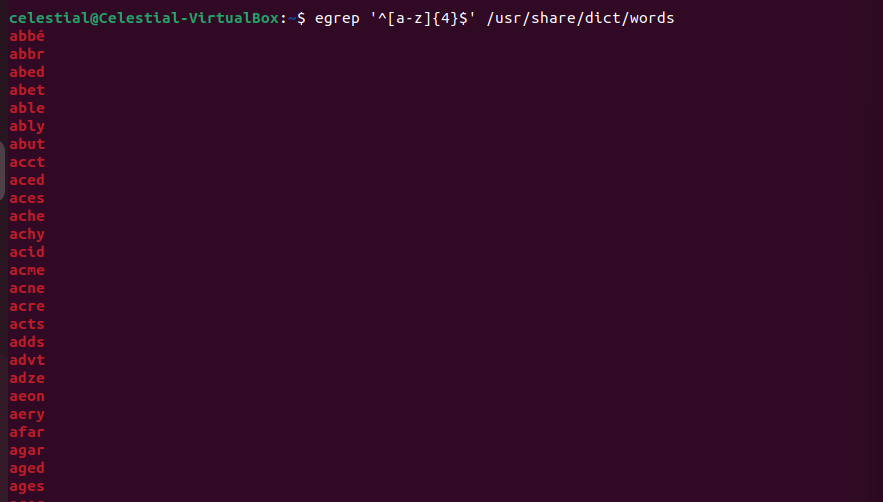 celestial@Celestial-VirtualBox:~$ egrep '^[a-z]{4}$' /usr/share/dict/words
abbé
abbr
abed
abet
able
ably
abut
acct
aced
aces
ache
achy
acid
acme
acne
acre
acts
adds
advt
adze
aeon
aery
afar
agar
aged
ages